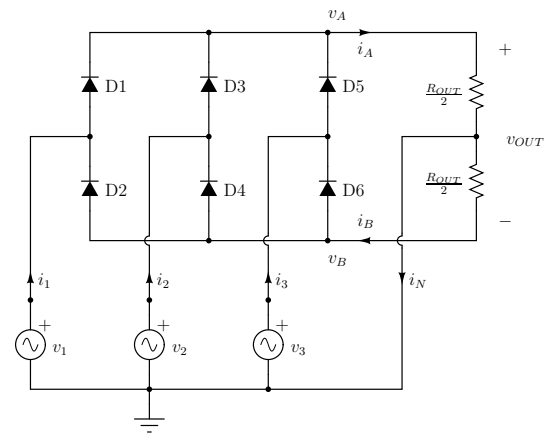 v_A
i_A
+
D1
D3
D5
R_OUT/2
v_OUT
D2
D4
D6
R_OUT/2
i_B
−
v_B
i_1
i_2
i_3
i_N
+
+
+
v_1
v_2
v_3